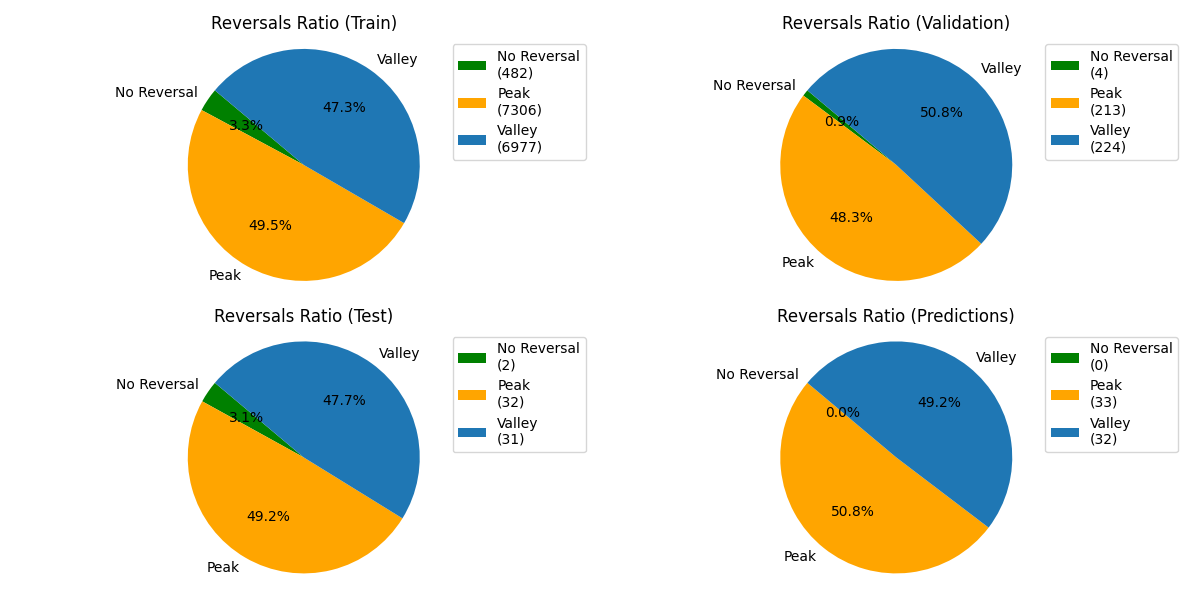 Reversals Ratio (Train)
Valley
No Reversal
47.3%
3.3%
49.5%
Peak
No Reversal
(482)
Peak
(7306)
Valley
(6977)
Reversals Ratio (Validation)
Valley
No Reversal
50.8%
0.9%
48.3%
Peak
No Reversal
(4)
Peak
(213)
Valley
(224)
Reversals Ratio (Test)
Valley
No Reversal
47.7%
3.1%
49.2%
Peak
No Reversal
(2)
Peak
(32)
Valley
(31)
Reversals Ratio (Predictions)
Valley
No Reversal
49.2%
0.0%
50.8%
Peak
No Reversal
(0)
Peak
(33)
Valley
(32)